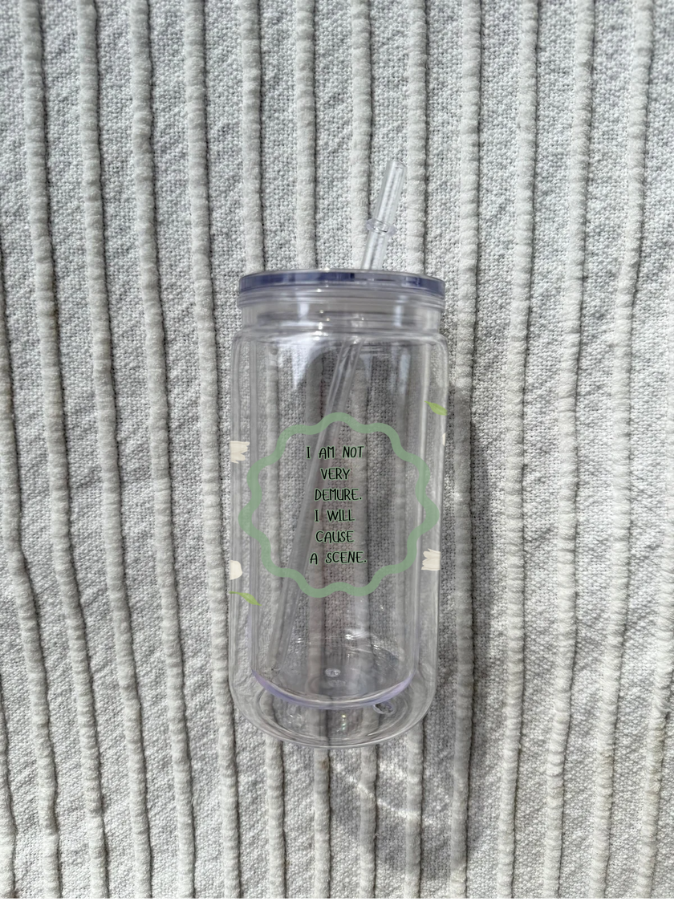 I AM NOT
VERY
DEMURE.
I WILL
CAUSE
A SCENE.